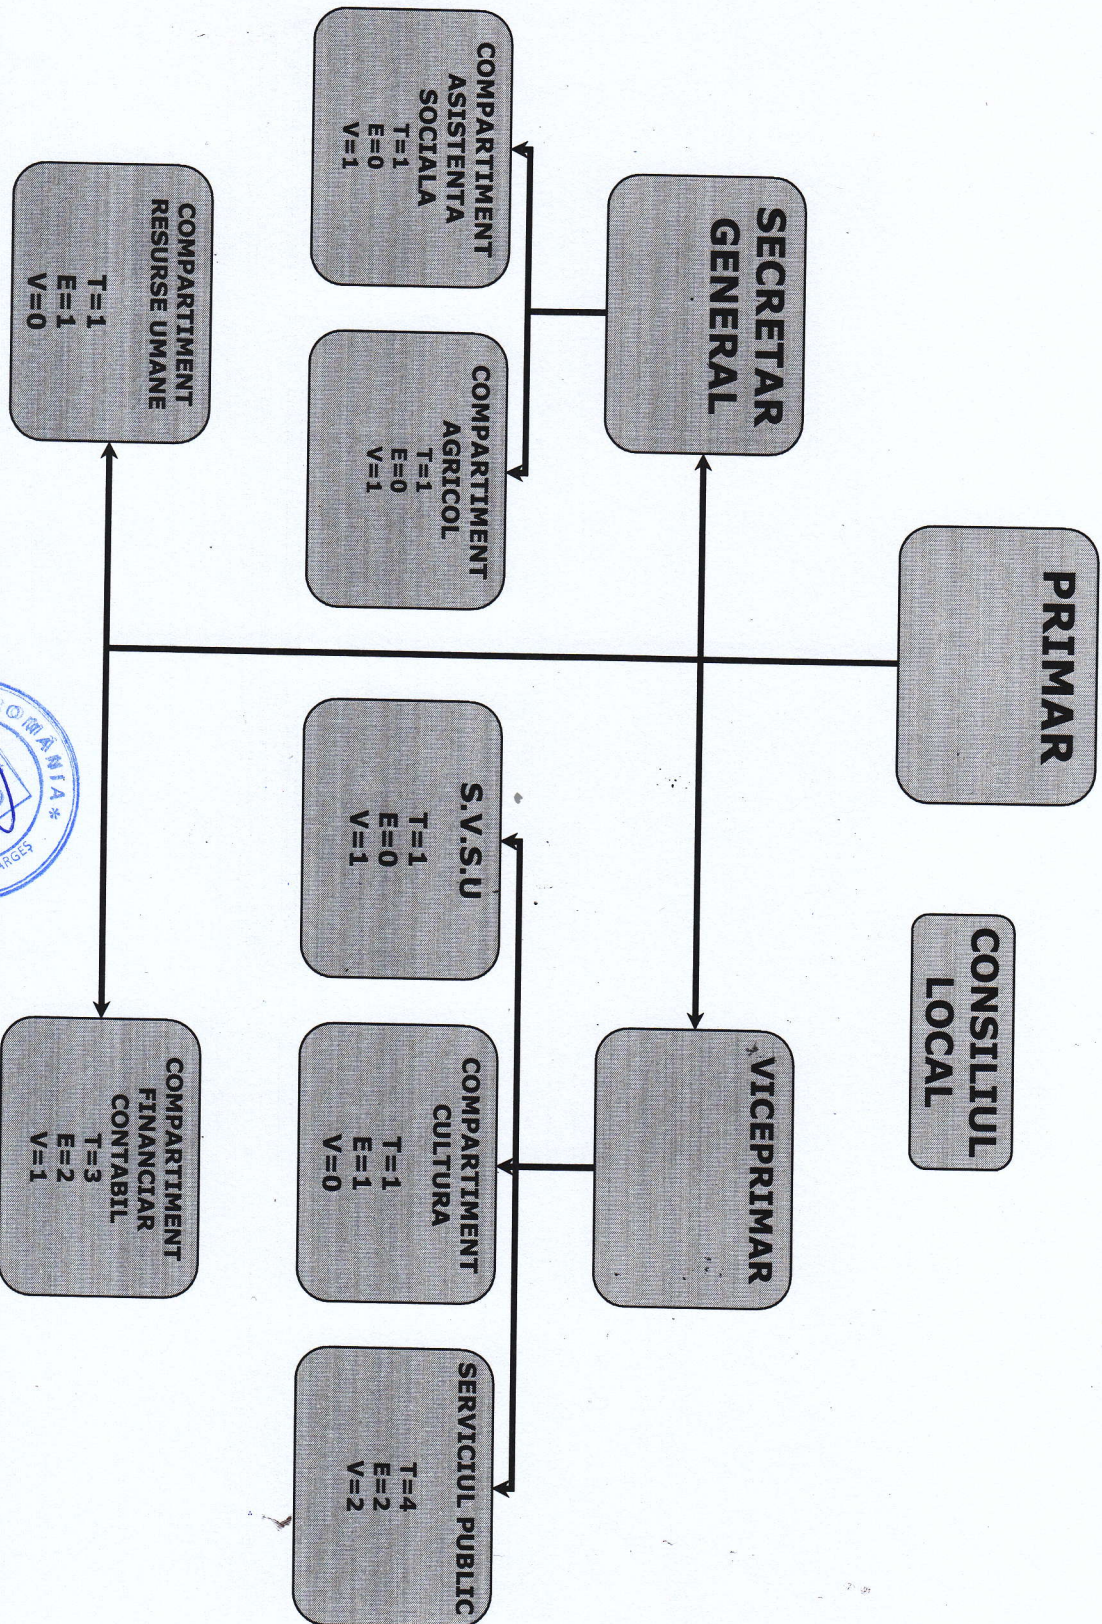 PRIMAR
CONSILIUL
LOCAL
SECRETAR
GENERAL
VICEPRIMAR
COMPARTIMENT
ASISTENTA
SOCIALA
T=1
E=0
V=1
COMPARTIMENT
AGRICOL
T=1
E=0
V=1
S.V.S.U
T=1
E=0
V=1
COMPARTIMENT
CULTURA
T=1
E=1
V=0
SERVICIUL PUBLIC
T=4
E=2
V=2
COMPARTIMENT
RESURSE UMANE
T=1
E=1
V=0
COMPARTIMENT
FINANCIAR
CONTABIL
T=3
E=2
V=1
ROMÂNIA*
ARGEȘ